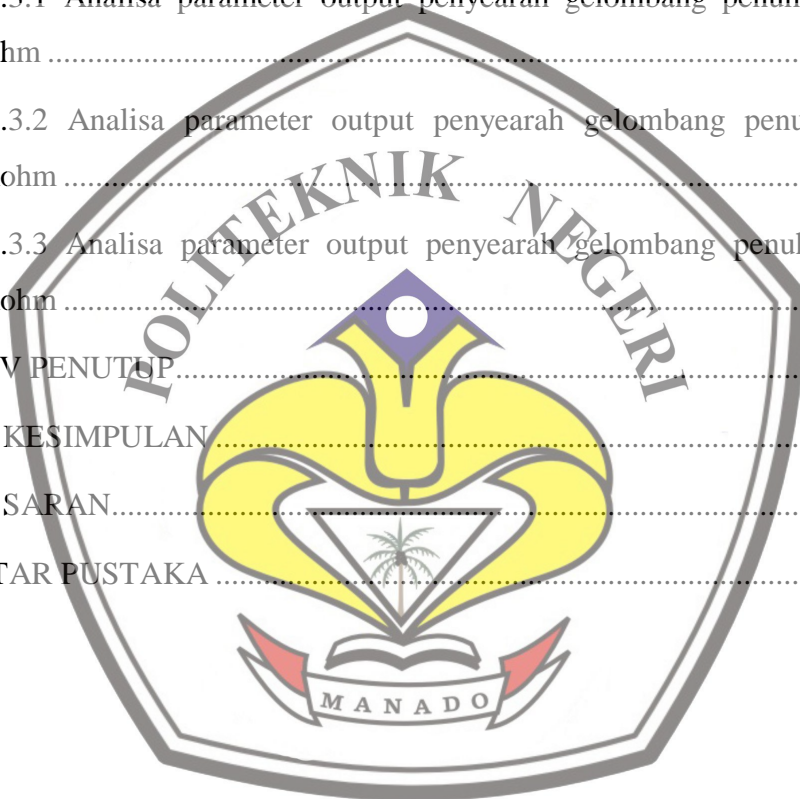 .3.1 Analisa parameter output penyearah gelombang penuh
hm ....................................................................................
.3.2 Analisa parameter output penyearah gelombang penu
ohm ....................................................................................
.3.3 Analisa parameter output penyearah gelombang penul
ohm ....................................................................................
V PENUTUP....................................................................................
KESIMPULAN....................................................................................
SARAN....................................................................................
TAR PUSTAKA ....................................................................................
POLITEKNIK NEGERI
MANADO